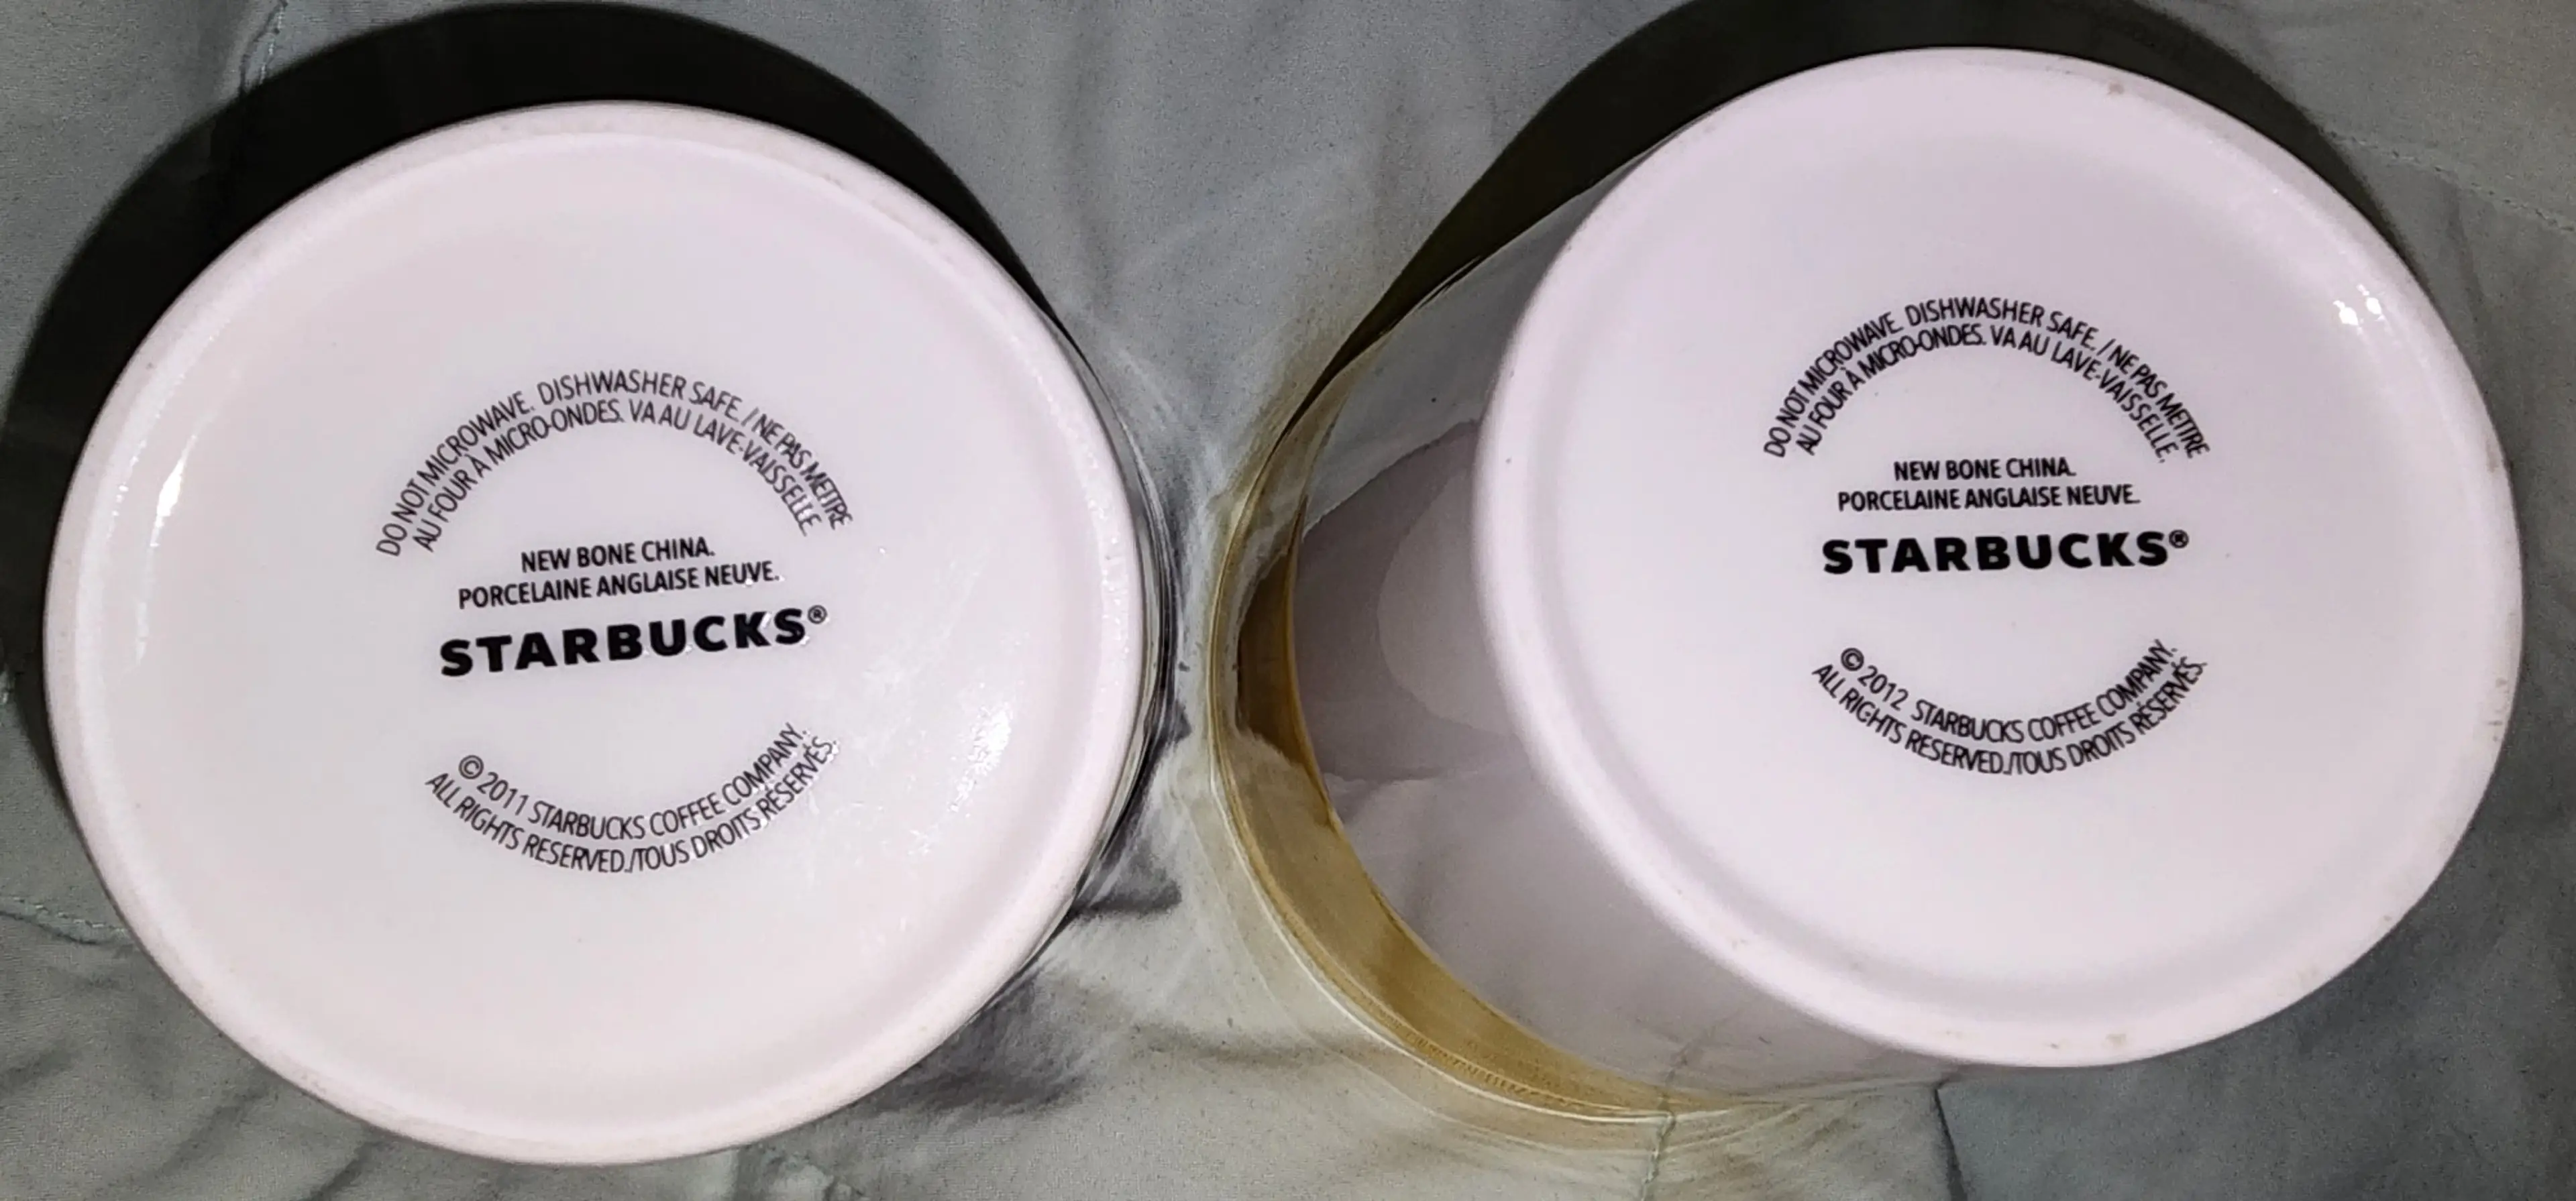 DO NOT MICROWAVE. DISHWASHER SAFE. / NE PAS METTRE
AU FOUR À MICRO-ONDES. VA AU LAVE-VAISSELLE.
NEW BONE CHINA.
PORCELAINE ANGLAISE NEUVE.
STARBUCKS®
© 2011 STARBUCKS COFFEE COMPANY.
ALL RIGHTS RESERVED./TOUS DROITS RÉSERVÉS.
DO NOT MICROWAVE. DISHWASHER SAFE. / NE PAS METTRE
AU FOUR À MICRO-ONDES. VA AU LAVE-VAISSELLE.
NEW BONE CHINA.
PORCELAINE ANGLAISE NEUVE.
STARBUCKS®
© 2012 STARBUCKS COFFEE COMPANY.
ALL RIGHTS RESERVED./TOUS DROITS RÉSERVÉS.